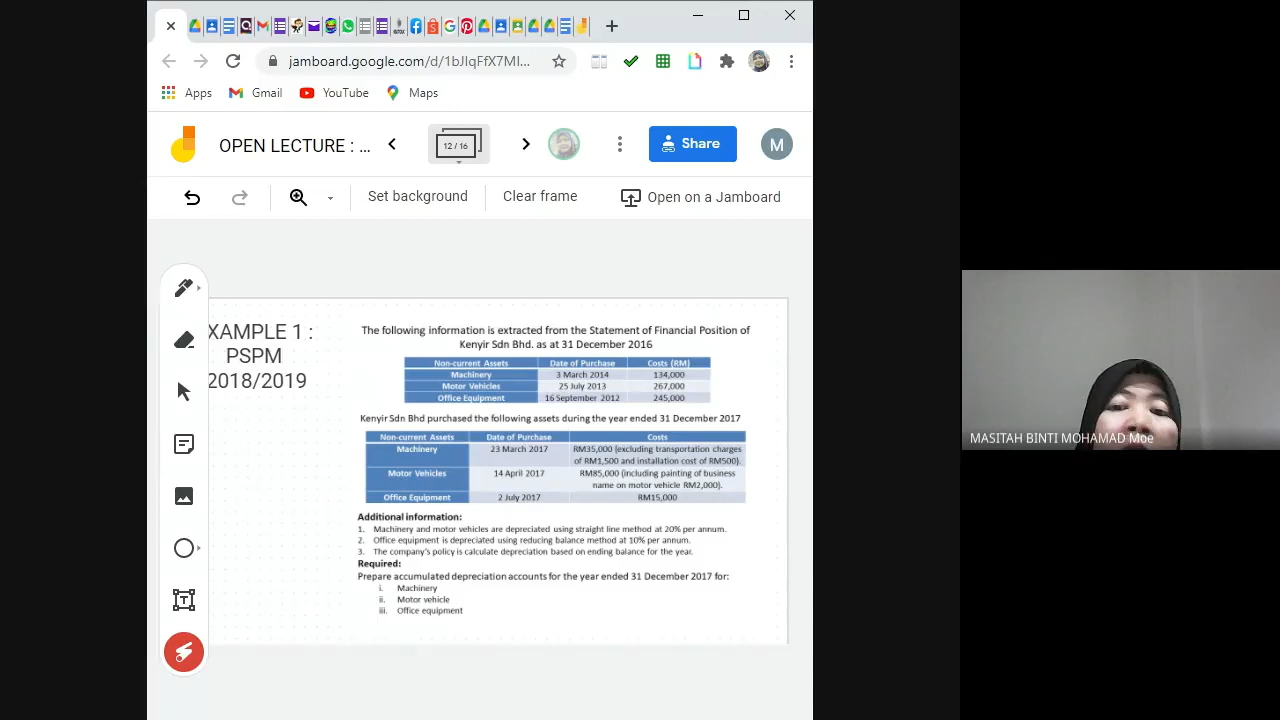 jamboard.google.com/d/1bJIqFfX7MI...
Apps
Gmail
YouTube
Maps
OPEN LECTURE : ...
12 / 16
Share
M
Set background
Clear frame
Open on a Jamboard
XAMPLE 1 :
PSPM
2018/2019
The following information is extracted from the Statement of Financial Position of
Kenyir Sdn Bhd. as at 31 December 2016
Non-current Assets Date of Purchase Costs (RM)
Machinery 3 March 2014 134,000
Motor Vehicles 25 July 2013 267,000
Office Equipment 16 September 2012 245,000
Kenyir Sdn Bhd purchased the following assets during the year ended 31 December 2017
Non-current Assets Date of Purchase Costs
Machinery 23 March 2017 RM35,000 (excluding transportation charges
of RM1,500 and installation cost of RM500).
Motor Vehicles 14 April 2017 RM85,000 (including painting of business
name on motor vehicle RM2,000).
Office Equipment 2 July 2017 RM15,000
Additional information:
1. Machinery and motor vehicles are depreciated using straight line method at 20% per annum.
2. Office equipment is depreciated using reducing balance method at 10% per annum.
3. The company's policy is calculate depreciation based on ending balance for the year.
Required:
Prepare accumulated depreciation accounts for the year ended 31 December 2017 for:
i. Machinery
ii. Motor vehicle
iii. Office equipment
MASITAH BINTI MOHAMAD Moe